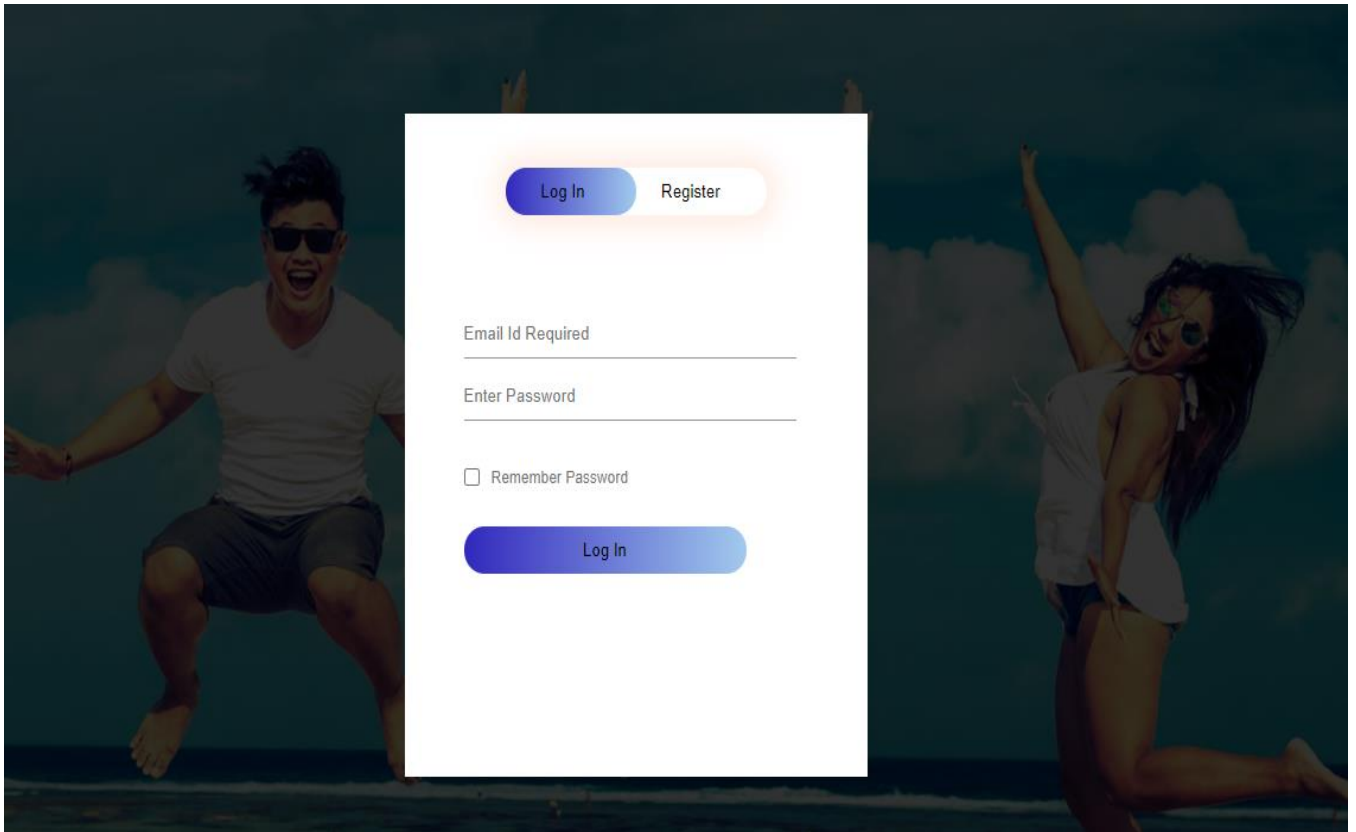 Log In Register
Email Id Required
Enter Password
Remember Password
Log In